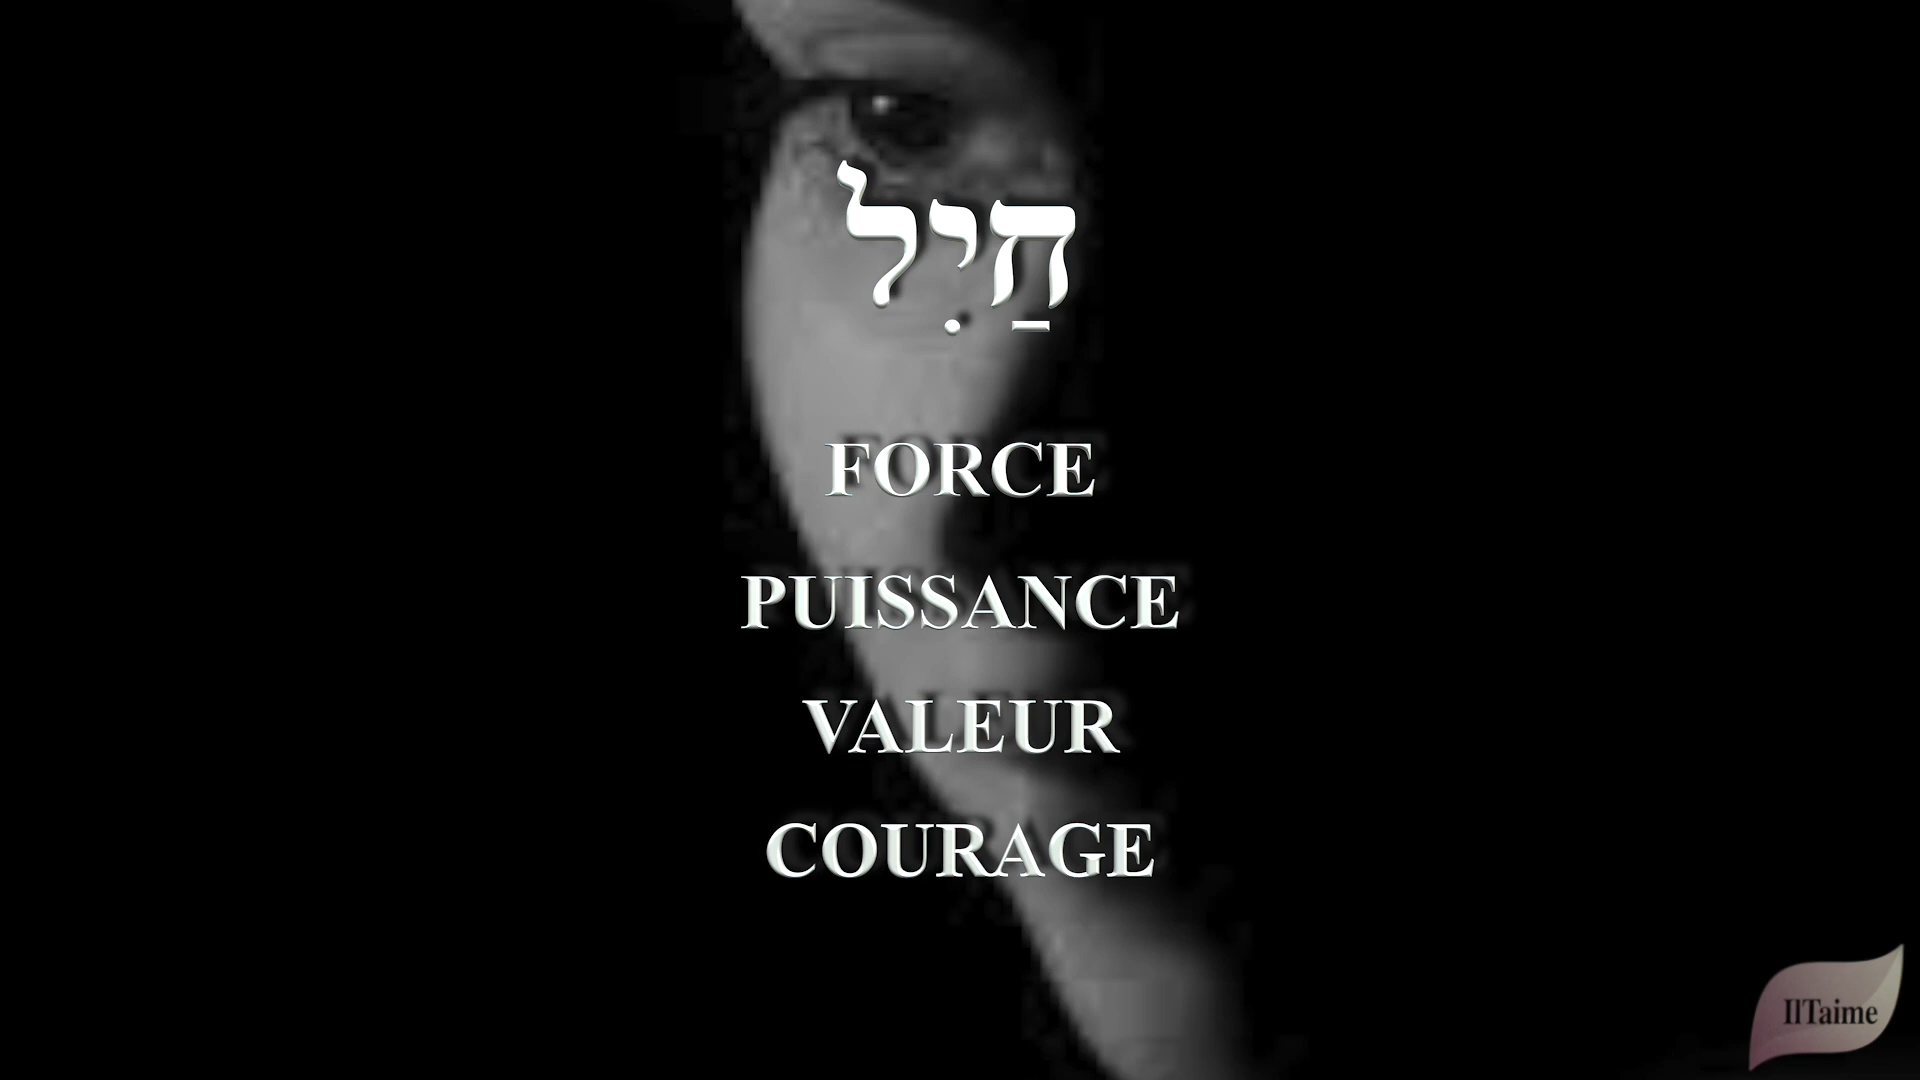 חַיִל
FORCE
PUISSANCE
VALEUR
COURAGE
IlTaime